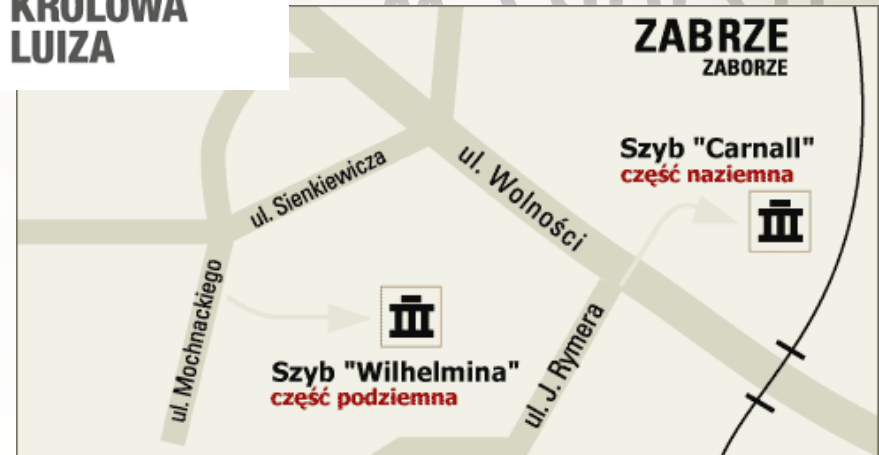 KRÓLOWA
LUIZA
ZABRZE
ZABORZE
Szyb "Carnall"
część naziemna
ul. Wolności
ul. Sienkiewicza
ul. Mochnackiego
Szyb "Wilhelmina"
część podziemna
ul. J. Rymera